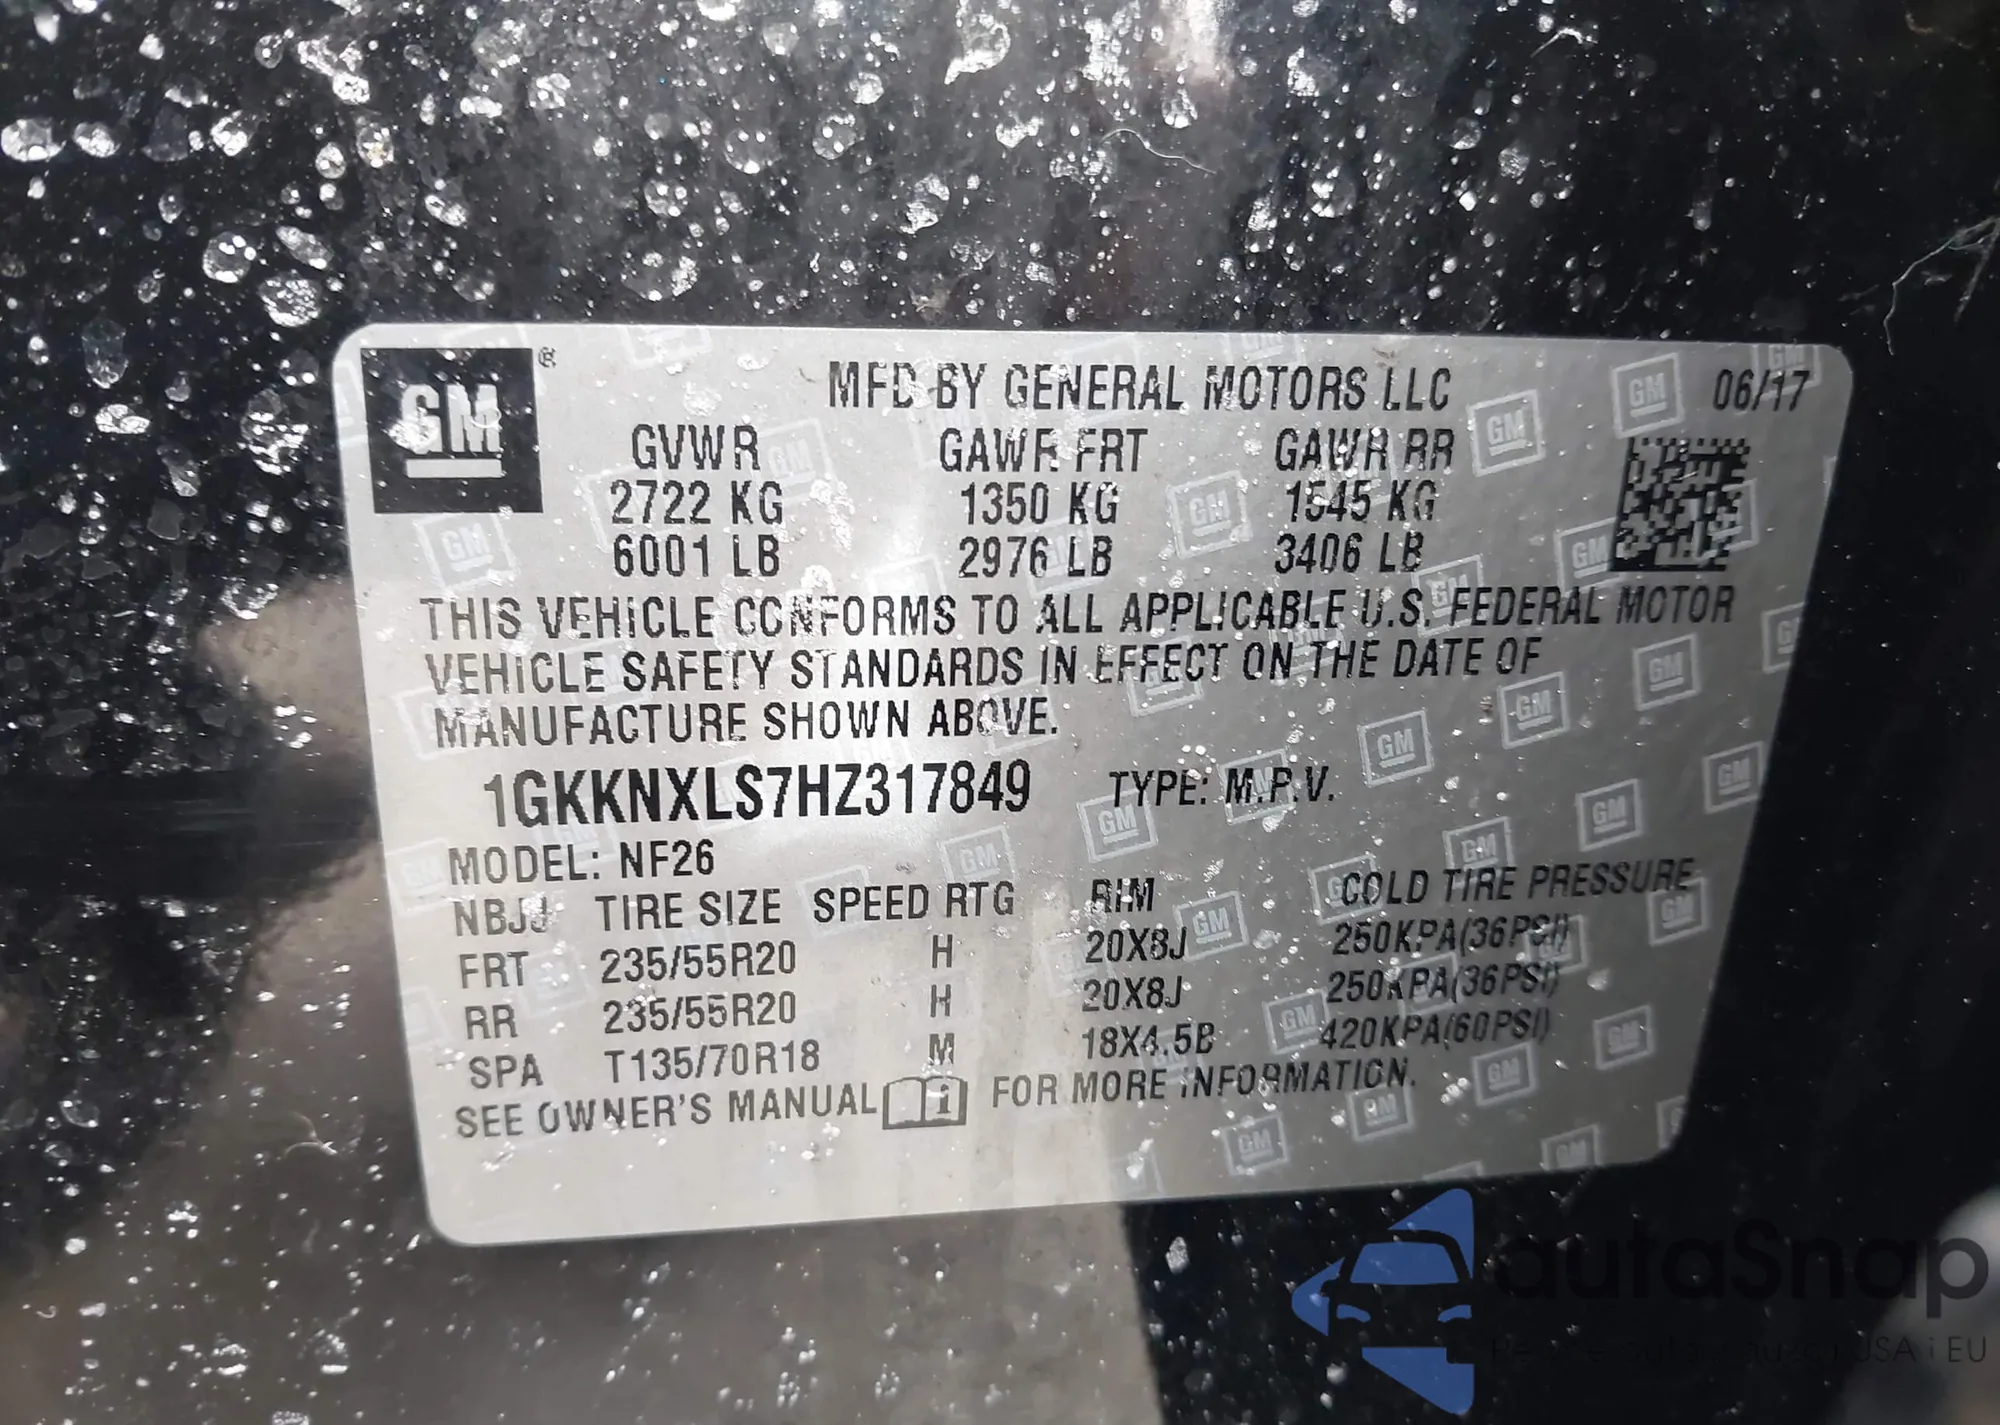 GM ®
MFD BY GENERAL MOTORS LLC 06/17
GVWR GAWR FRT GAWR RR
2722 KG 1350 KG 1545 KG
6001 LB 2976 LB 3406 LB
THIS VEHICLE CONFORMS TO ALL APPLICABLE U.S. FEDERAL MOTOR
VEHICLE SAFETY STANDARDS IN EFFECT ON THE DATE OF
MANUFACTURE SHOWN ABOVE.
1GKKNXLS7HZ317849 TYPE: M.P.V.
MODEL: NF26
NBJJ TIRE SIZE SPEED RTG RIM COLD TIRE PRESSURE
FRT 235/55R20 H 20X8J 250KPA(36PSI)
RR 235/55R20 H 20X8J 250KPA(36PSI)
SPA T135/70R18 M 18X4.5B 420KPA(60PSI)
SEE OWNER'S MANUAL i FOR MORE INFORMATION.
autaSnap
USA i EU